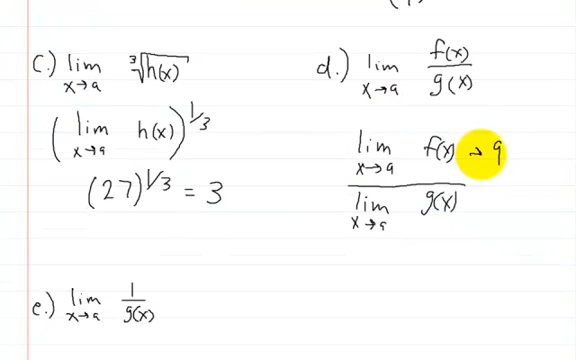 c.) lim ∛h(x)
x→a
( lim h(x) )^1/3
x→a
(27)^1/3 = 3
d.) lim f(x)/g(x)
x→a
lim f(x) → 9
x→a
lim g(x)
x→a
e.) lim 1/g(x)
x→a